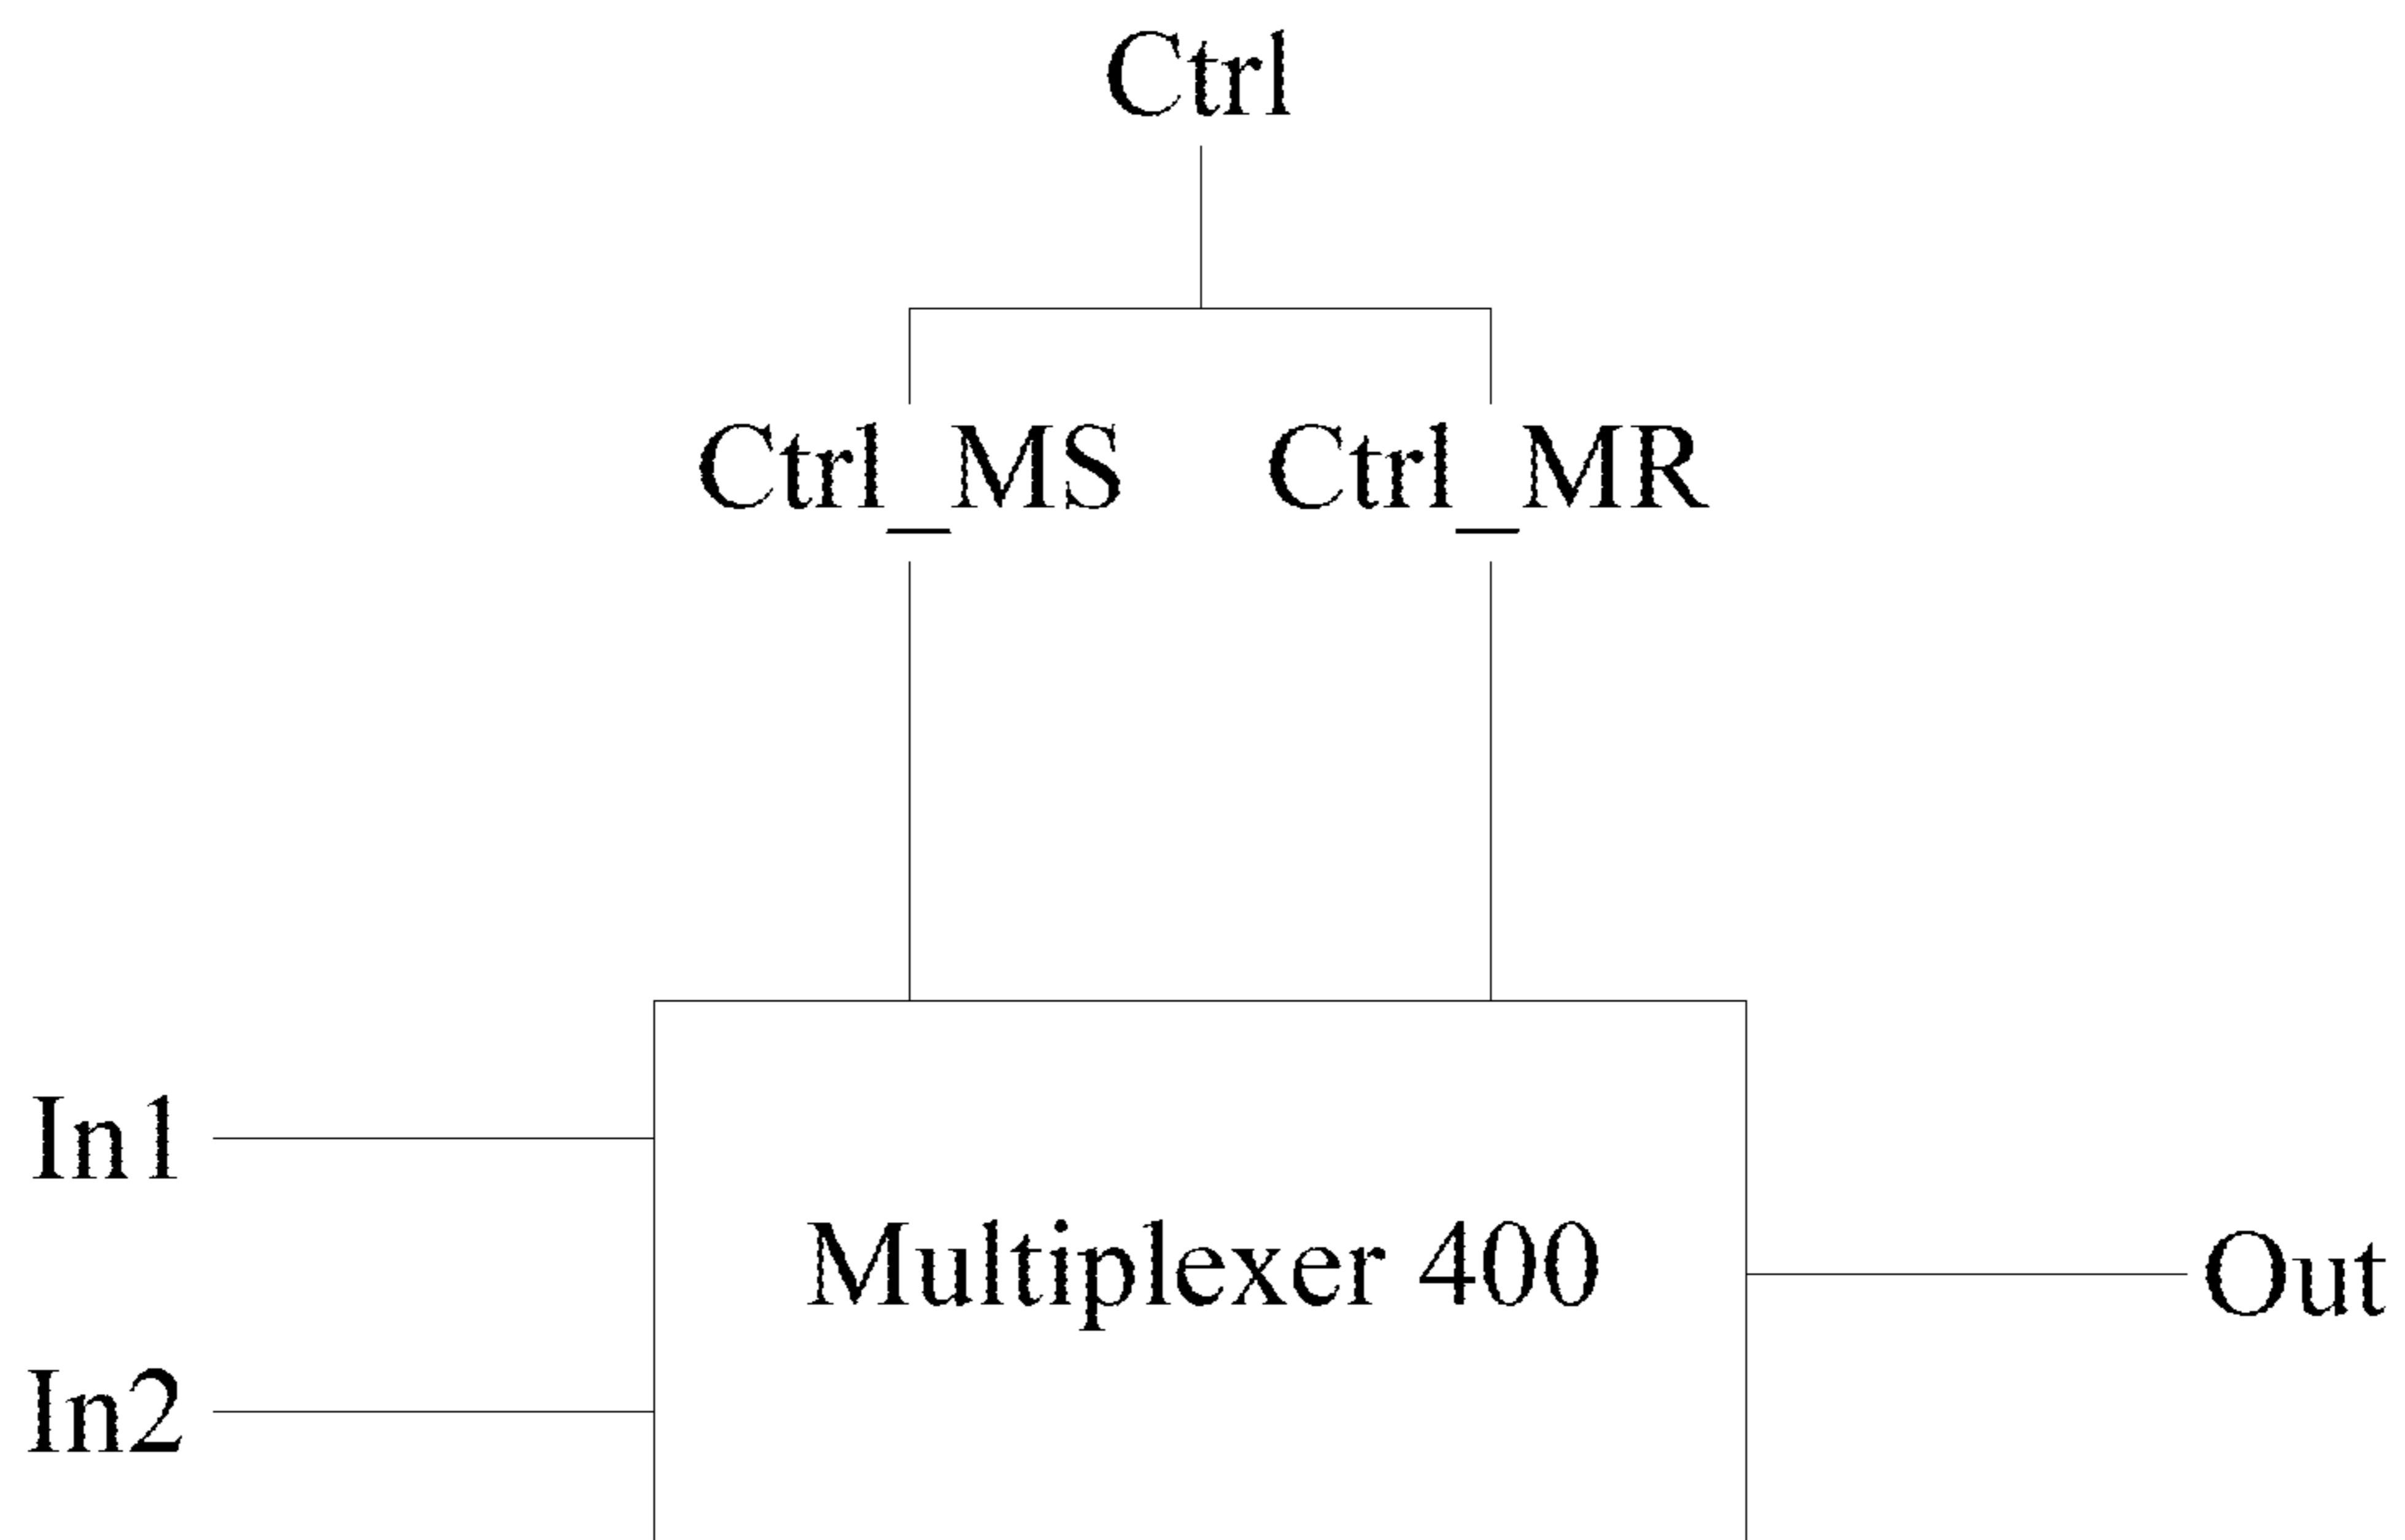 Ctrl
Ctrl_MS Ctrl_MR
In1
Multiplexer 400
Out
In2